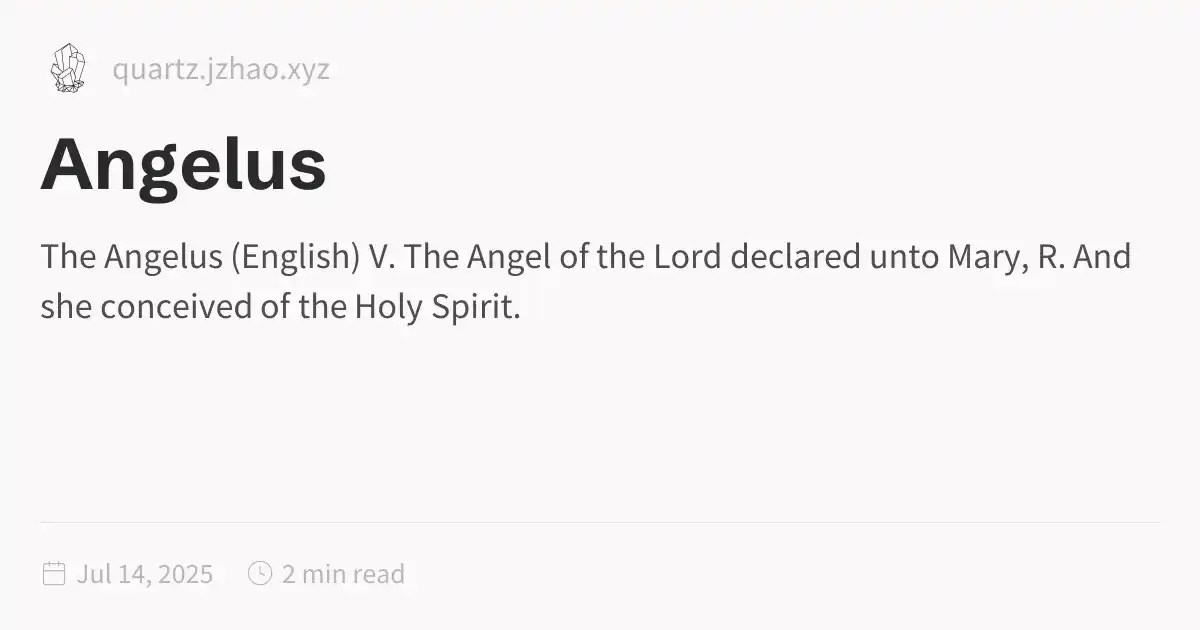 quartz.jzhao.xyz
Angelus
The Angelus (English) V. The Angel of the Lord declared unto Mary, R. And
she conceived of the Holy Spirit.
Jul 14, 2025 2 min read